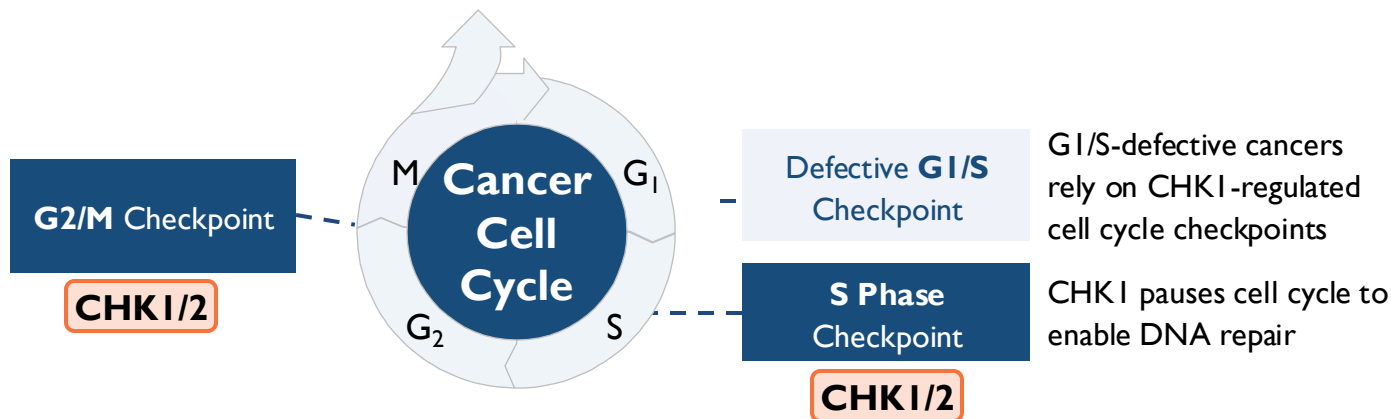 G2/M Checkpoint
CHK1/2
M
G1
G2
S
Cancer
Cell
Cycle
Defective G1/S
Checkpoint
G1/S-defective cancers
rely on CHK1-regulated
cell cycle checkpoints
S Phase
Checkpoint
CHK1 pauses cell cycle to
enable DNA repair
CHK1/2